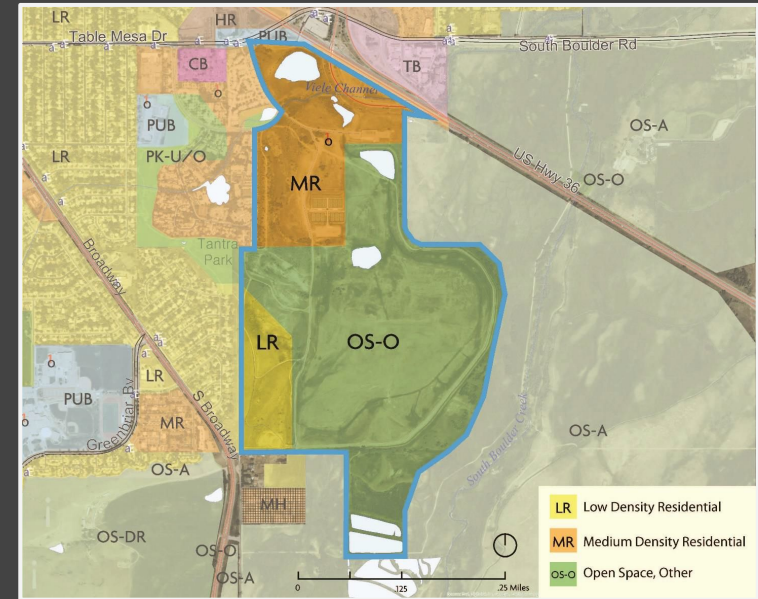 LR
HR
PUB
Table Mesa Dr
South Boulder Rd
CB
TB
Viele Channel
PUB
OS-A
LR
PK-U/O
US Hwy 36
OS-O
MR
Tantra
Park
Broadway
LR
OS-O
LR
PUB
S Broadway
MR
Greenbriar Bv
OS-A
OS-A
South Boulder Creek
MH
OS-DR
OS-O
OS-A
0
.125
.25 Miles
LR Low Density Residential
MR Medium Density Residential
OS-O Open Space, Other